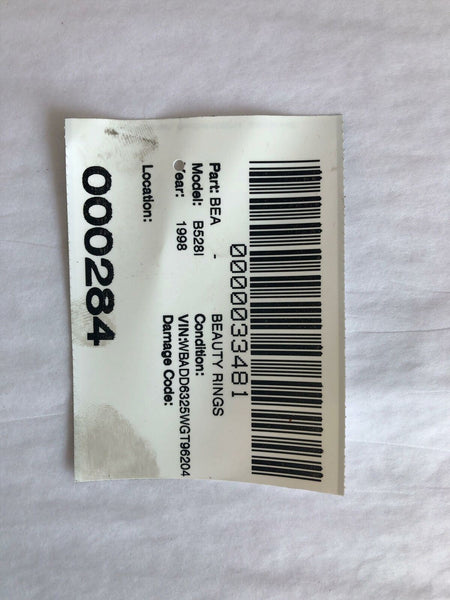 0000033481
Part: BEA - BEAUTY RINGS
Model: B528I Condition:
Year: 1998 VIN:WBADD6325WGT96204
Damage Code:
Location:
000284